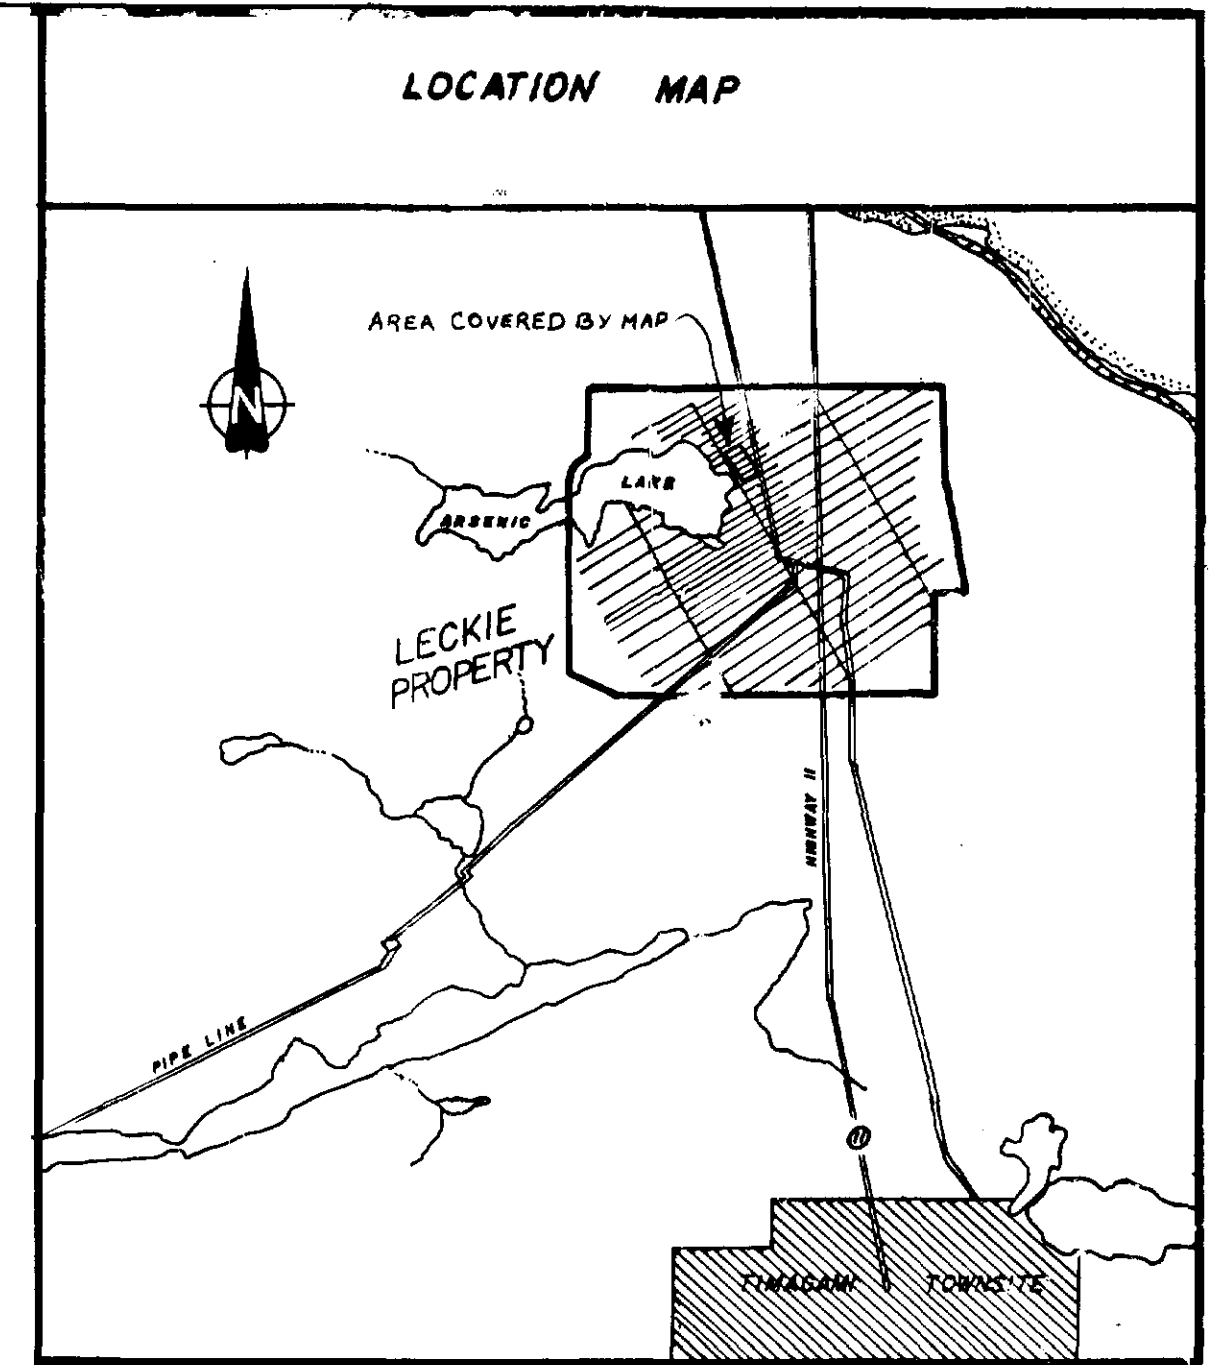 LOCATION MAP
AREA COVERED BY MAP
N
LAKE
ARSENIC
LECKIE
PROPERTY
HIGHWAY 11
PIPE LINE
11
TIMAGAMI TOWNSITE